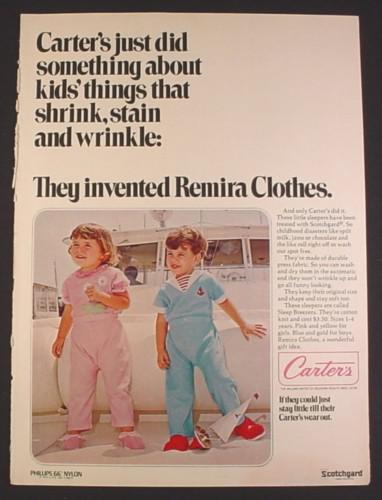 Carter's just did
something about
kids' things that
shrink, stain
and wrinkle:
They invented Remira Clothes.
And only Carter's did it.
These little sleepers have been
treated with Scotchgard®. So
childhood disasters like spilt
milk, jams or chocolate and
the like roll right off or wash
out spot free.
They're made of durable
press fabric. So you can wash
and dry them in the automatic
and they won't wrinkle up and
go all funny looking.
They keep their original size
and shape and stay soft too.
These sleepers are called
Sleep Breezers. They're cotton
knit and cost $3.50. Sizes 1-4
years. Pink and yellow for
girls. Blue and gold for boys.
Remira Clothes, a wonderful
gift idea.
Carter's
If they could just
stay little till their
Carter's wear out.
PHILLIPS 66 NYLON
Scotchgard